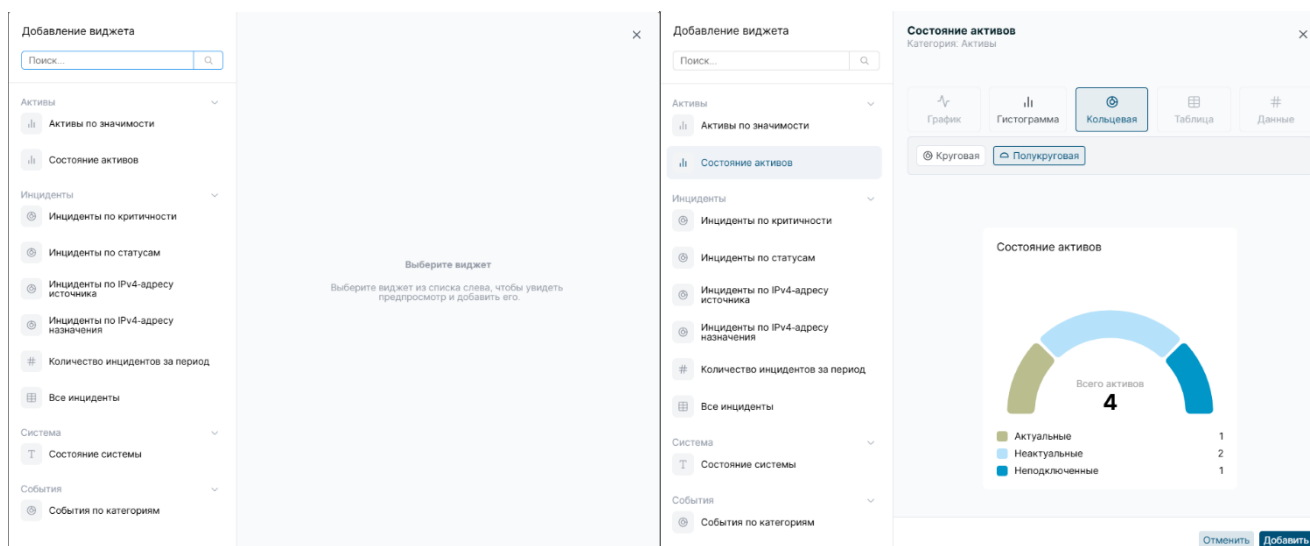 Добавление виджета
Поиск...
Активы
Активы по значимости
Состояние активов
Инциденты
Инциденты по критичности
Инциденты по статусам
Инциденты по IPv4-адресу
источника
Инциденты по IPv4-адресу
назначения
# Количество инцидентов за период
Все инциденты
Система
T Состояние системы
События
События по категориям
Выберите виджет
Выберите виджет из списка слева, чтобы увидеть
предпросмотр и добавить его.
Добавление виджета
Поиск...
Активы
Активы по значимости
Состояние активов
Инциденты
Инциденты по критичности
Инциденты по статусам
Инциденты по IPv4-адресу
источника
Инциденты по IPv4-адресу
назначения
# Количество инцидентов за период
Все инциденты
Система
T Состояние системы
События
События по категориям
Состояние активов
Категория: Активы
График Гистограмма Кольцевая Таблица # Данные
Круговая Полукруговая
Состояние активов
Всего активов
4
Актуальные 1
Неактуальные 2
Неподключенные 1
Отменить Добавить